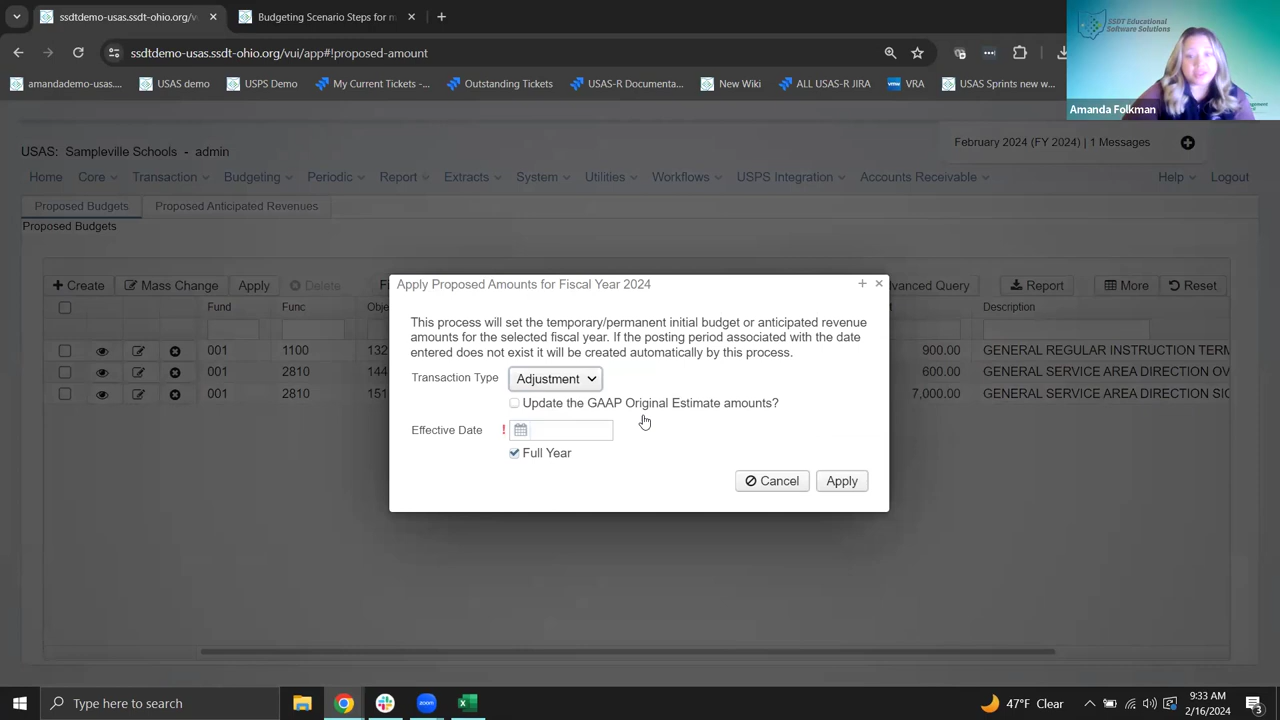 ssdtdemo-usas.ssdt-ohio.org/v
Budgeting Scenario Steps for n
SSDT Educational
Software Solutions
ssdtdemo-usas.ssdt-ohio.org/vui/app#!proposed-amount
amandademo-usas....
USAS demo
USPS Demo
My Current Tickets -...
Outstanding Tickets
USAS-R Documenta...
New Wiki
ALL USAS-R JIRA
VRA
USAS Sprints new w...
Amanda Folkman
USAS: Sampleville Schools - admin
February 2024 (FY 2024) | 1 Messages
Home Core Transaction Budgeting Periodic Report Extracts System Utilities Workflows USPS Integration Accounts Receivable Help Logout
Proposed Budgets Proposed Anticipated Revenues
Proposed Budgets
Create Mass Change Apply Delete
Query Report More Reset
Fund Func Description
001 1100 900.00 GENERAL REGULAR INSTRUCTION TERM
001 2810 600.00 GENERAL SERVICE AREA DIRECTION OV
001 2810 7,000.00 GENERAL SERVICE AREA DIRECTION SIC
Apply Proposed Amounts for Fiscal Year 2024
This process will set the temporary/permanent initial budget or anticipated revenue
amounts for the selected fiscal year. If the posting period associated with the date
entered does not exist it will be created automatically by this process.
Transaction Type Adjustment
Update the GAAP Original Estimate amounts?
Effective Date !
Full Year
Cancel Apply
Type here to search
zoom
47°F Clear
9:33 AM
2/16/2024
3